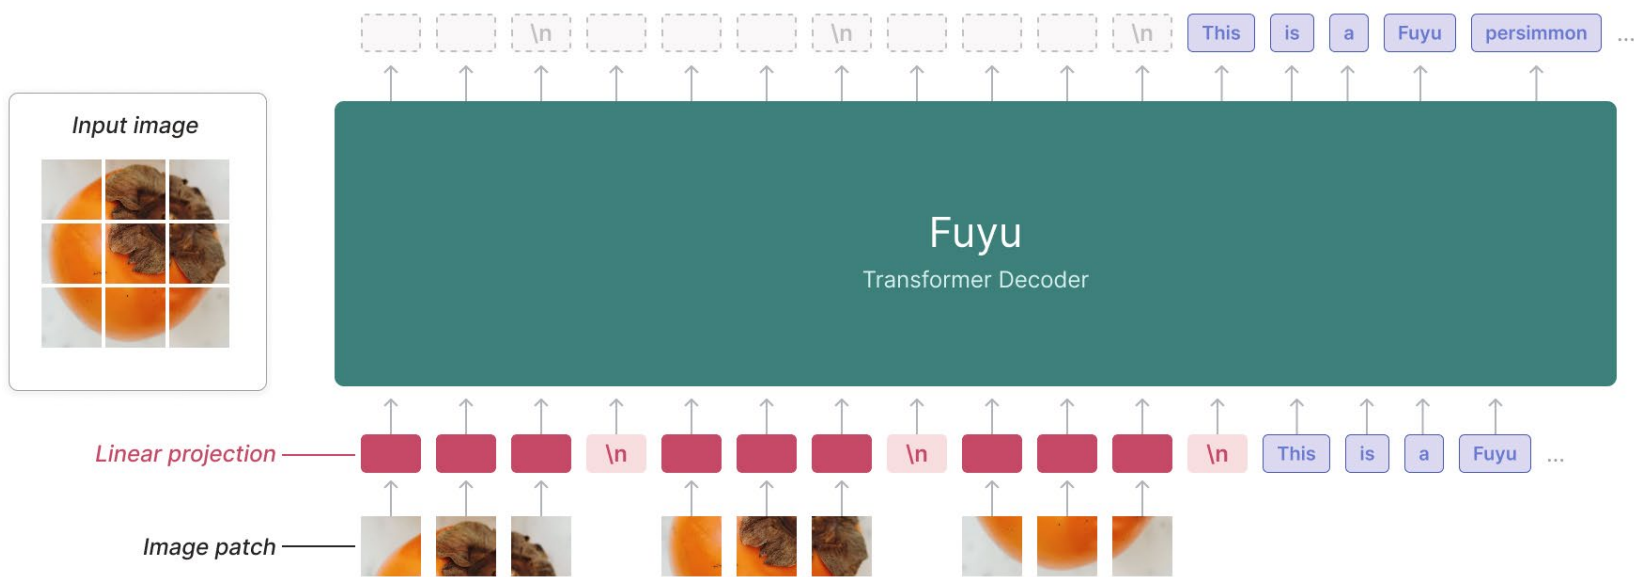 \n \n \n This is a Fuyu persimmon ...
Input image
Fuyu
Transformer Decoder
Linear projection
\n \n \n This is a Fuyu ...
Image patch